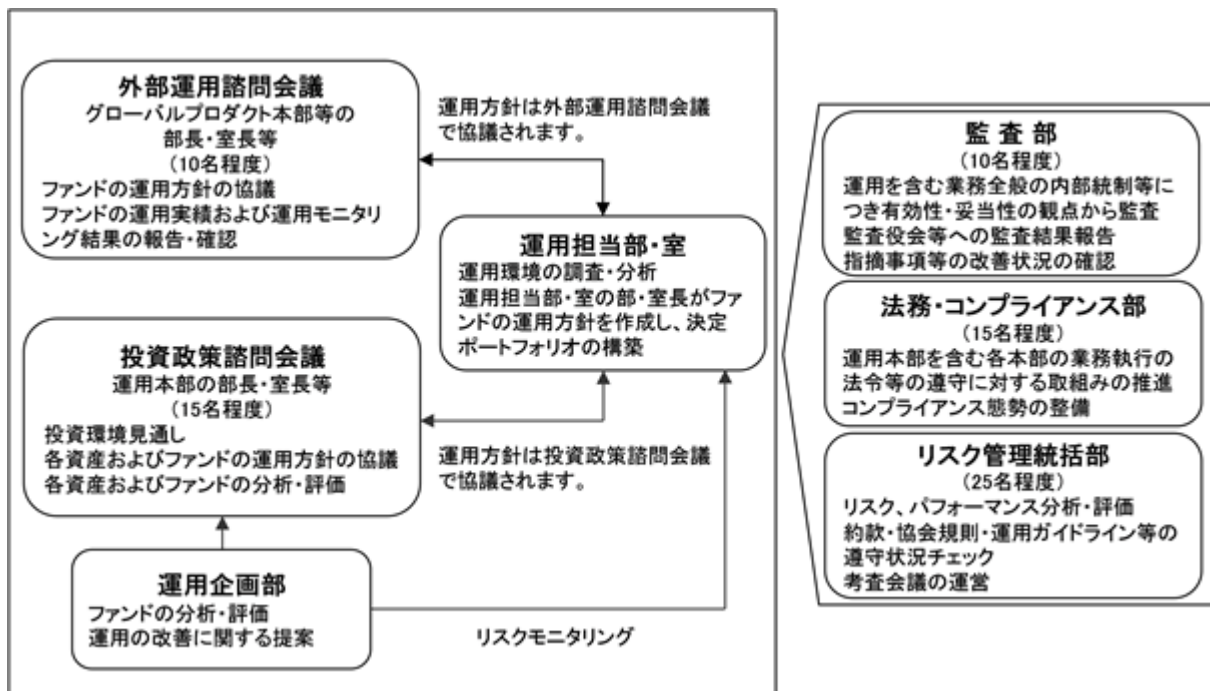 外部運用諮問会議
グローバルプロダクト本部等の
部長・室長等
(10名程度)
ファンドの運用方針の協議
ファンドの運用実績および運用モニタリ
ング結果の報告・確認
運用方針は外部運用諮問会議
で協議されます。
運用担当部・室
運用環境の調査・分析
運用担当部・室の部・室長がファ
ンドの運用方針を作成し、決定
ポートフォリオの構築
投資政策諮問会議
運用本部の部長・室長等
(15名程度)
投資環境見通し
各資産およびファンドの運用方針の協議
各資産およびファンドの分析・評価
運用方針は投資政策諮問会議
で協議されます。
運用企画部
ファンドの分析・評価
運用の改善に関する提案
リスクモニタリング
監 査 部
(10名程度)
運用を含む業務全般の内部統制等に
つき有効性・妥当性の観点から監査
監査役会等への監査結果報告
指摘事項等の改善状況の確認
法務・コンプライアンス部
(15名程度)
運用本部を含む各本部の業務執行の
法令等の遵守に対する取組みの推進
コンプライアンス態勢の整備
リスク管理統括部
(25名程度)
リスク、パフォーマンス分析・評価
約款・協会規則・運用ガイドライン等の
遵守状況チェック
考査会議の運営